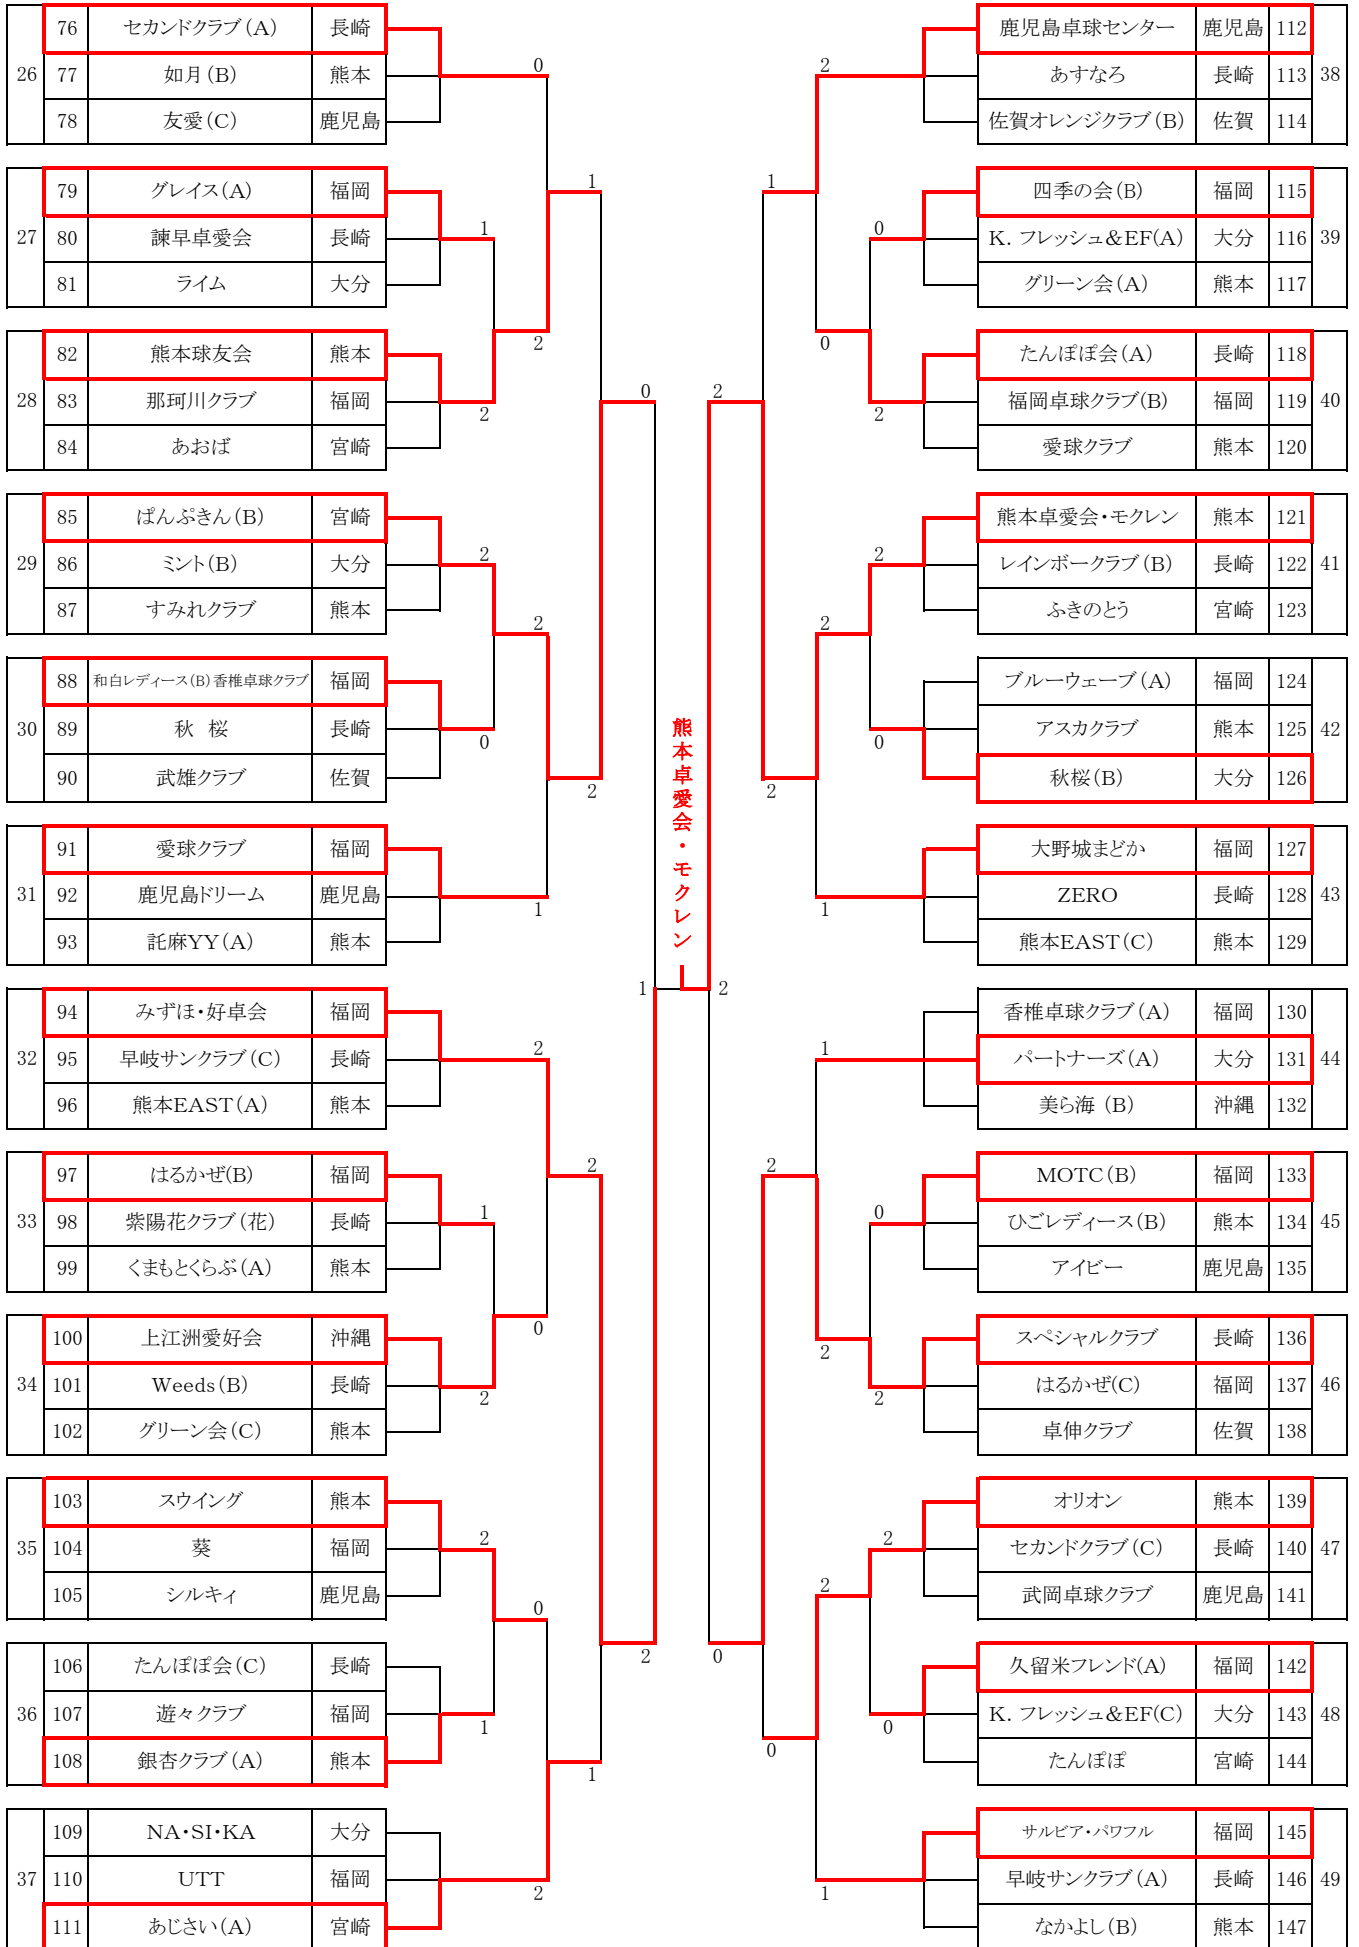 26
76 セカンドクラブ(A) 長崎
77 如月(B) 熊本
78 友愛(C) 鹿児島
0
27
79 グレイス(A) 福岡
80 諫早卓愛会 長崎
81 ライム 大分
1
1
28
82 熊本球友会 熊本
83 那珂川クラブ 福岡
84 あおば 宮崎
2
2
0
29
85 ぱんぷきん(B) 宮崎
86 ミント(B) 大分
87 すみれクラブ 熊本
2
2
30
88 和白レディース(B)香椎卓球クラブ 福岡
89 秋 桜 長崎
90 武雄クラブ 佐賀
0
2
31
91 愛球クラブ 福岡
92 鹿児島ドリーム 鹿児島
93 託麻YY(A) 熊本
1
1
32
94 みずほ・好卓会 福岡
95 早岐サンクラブ(C) 長崎
96 熊本EAST(A) 熊本
2
33
97 はるかぜ(B) 福岡
98 紫陽花クラブ(花) 長崎
99 くまもとくらぶ(A) 熊本
2
1
34
100 上江洲愛好会 沖縄
101 Weeds(B) 長崎
102 グリーン会(C) 熊本
0
2
35
103 スウイング 熊本
104 葵 福岡
105 シルキィ 鹿児島
2
0
36
106 たんぽぽ会(C) 長崎
107 遊々クラブ 福岡
108 銀杏クラブ(A) 熊本
2
1
1
37
109 NA・SI・KA 大分
110 UTT 福岡
111 あじさい(A) 宮崎
2
熊本卓愛会・モクレン
鹿児島卓球センター 鹿児島 112
あすなろ 長崎 113
佐賀オレンジクラブ(B) 佐賀 114
38
2
四季の会(B) 福岡 115
K. フレッシュ&EF(A) 大分 116
グリーン会(A) 熊本 117
39
1
0
たんぽぽ会(A) 長崎 118
福岡卓球クラブ(B) 福岡 119
愛球クラブ 熊本 120
40
0
2
2
熊本卓愛会・モクレン 熊本 121
レインボークラブ(B) 長崎 122
ふきのとう 宮崎 123
41
2
2
ブルーウェーブ(A) 福岡 124
アスカクラブ 熊本 125
秋桜(B) 大分 126
42
0
2
大野城まどか 福岡 127
ZERO 長崎 128
熊本EAST(C) 熊本 129
43
1
2
香椎卓球クラブ(A) 福岡 130
パートナーズ(A) 大分 131
美ら海 (B) 沖縄 132
44
1
MOTC(B) 福岡 133
ひごレディース(B) 熊本 134
アイビー 鹿児島 135
45
2
0
スペシャルクラブ 長崎 136
はるかぜ(C) 福岡 137
卓伸クラブ 佐賀 138
46
2
2
オリオン 熊本 139
セカンドクラブ(C) 長崎 140
武岡卓球クラブ 鹿児島 141
47
2
2
久留米フレンド(A) 福岡 142
K. フレッシュ&EF(C) 大分 143
たんぽぽ 宮崎 144
48
0
0
0
サルビア・パワフル 福岡 145
早岐サンクラブ(A) 長崎 146
なかよし(B) 熊本 147
49
1